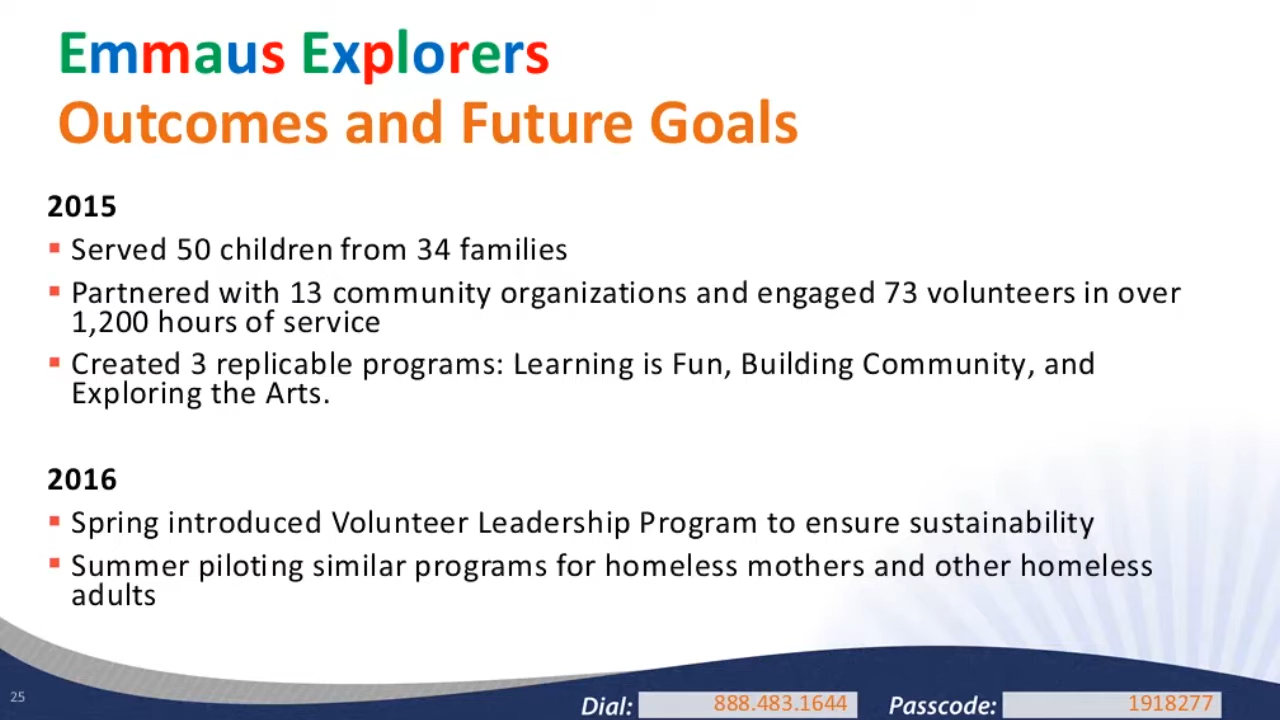 Emmaus Explorers
Outcomes and Future Goals
2015
▪ Served 50 children from 34 families
▪ Partnered with 13 community organizations and engaged 73 volunteers in over
1,200 hours of service
▪ Created 3 replicable programs: Learning is Fun, Building Community, and
Exploring the Arts.
2016
▪ Spring introduced Volunteer Leadership Program to ensure sustainability
▪ Summer piloting similar programs for homeless mothers and other homeless
adults
25
Dial: 888.483.1644 Passcode: 1918277